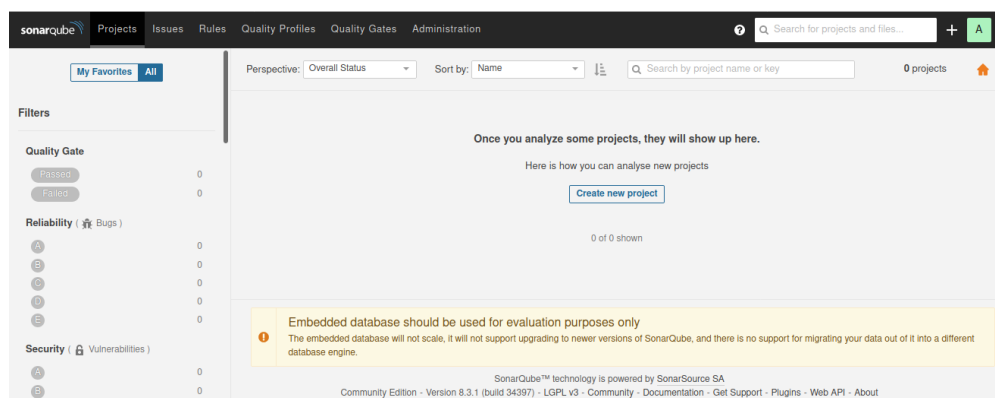 sonarqube Projects Issues Rules Quality Profiles Quality Gates Administration Search for projects and files... A
My Favorites All
Perspective: Overall Status Sort by: Name Search by project name or key 0 projects
Filters
Quality Gate
Passed 0
Failed 0
Reliability ( Bugs )
A 0
B 0
C 0
D 0
E 0
Security ( Vulnerabilities )
A 0
B 0
Once you analyze some projects, they will show up here.
Here is how you can analyse new projects
Create new project
0 of 0 shown
Embedded database should be used for evaluation purposes only
The embedded database will not scale, it will not support upgrading to newer versions of SonarQube, and there is no support for migrating your data out of it into a different
database engine.
SonarQube™ technology is powered by SonarSource SA
Community Edition - Version 8.3.1 (build 34397) - LGPL v3 - Community - Documentation - Get Support - Plugins - Web API - About